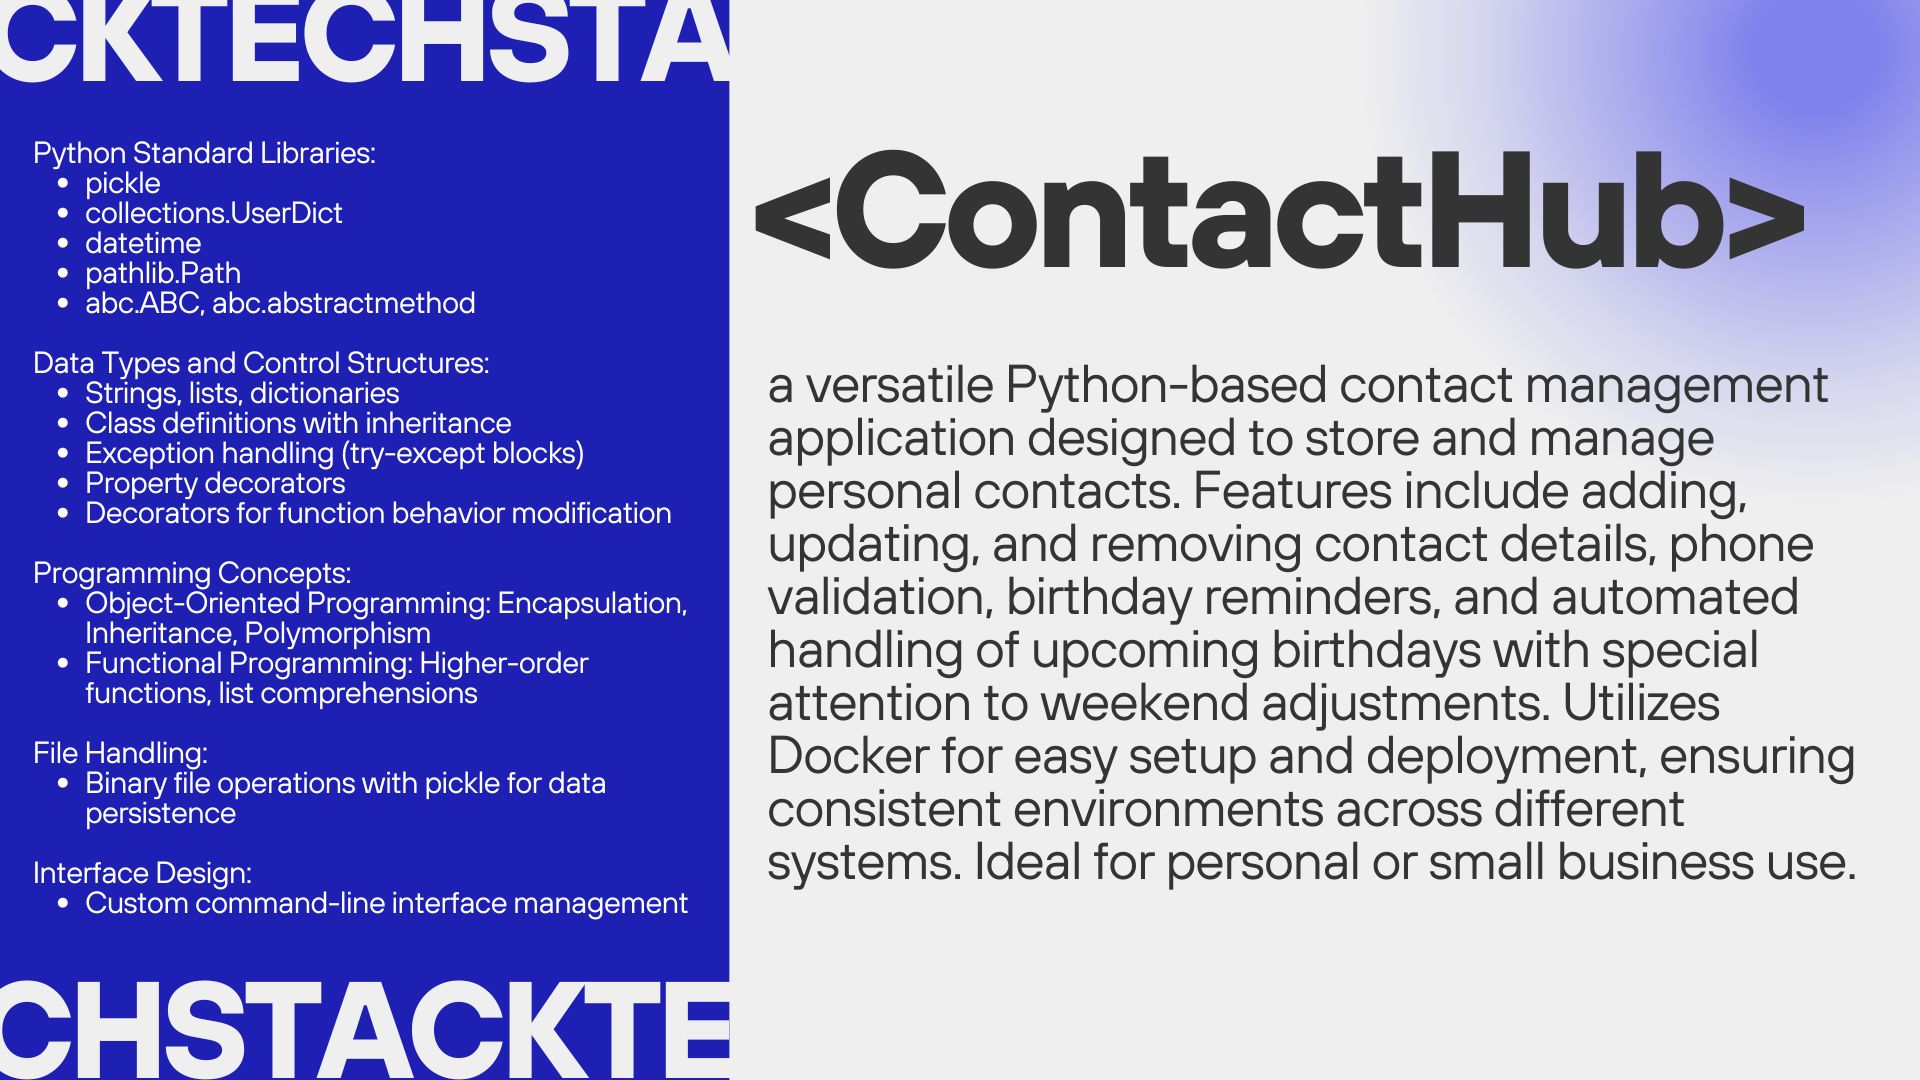 CKTECHSTA
Python Standard Libraries:
• pickle
• collections.UserDict
• datetime
• pathlib.Path
• abc.ABC, abc.abstractmethod
Data Types and Control Structures:
• Strings, lists, dictionaries
• Class definitions with inheritance
• Exception handling (try-except blocks)
• Property decorators
• Decorators for function behavior modification
Programming Concepts:
• Object-Oriented Programming: Encapsulation,
Inheritance, Polymorphism
• Functional Programming: Higher-order
functions, list comprehensions
File Handling:
• Binary file operations with pickle for data
persistence
Interface Design:
• Custom command-line interface management
CHSTACKTE
<ContactHub>
a versatile Python-based contact management
application designed to store and manage
personal contacts. Features include adding,
updating, and removing contact details, phone
validation, birthday reminders, and automated
handling of upcoming birthdays with special
attention to weekend adjustments. Utilizes
Docker for easy setup and deployment, ensuring
consistent environments across different
systems. Ideal for personal or small business use.